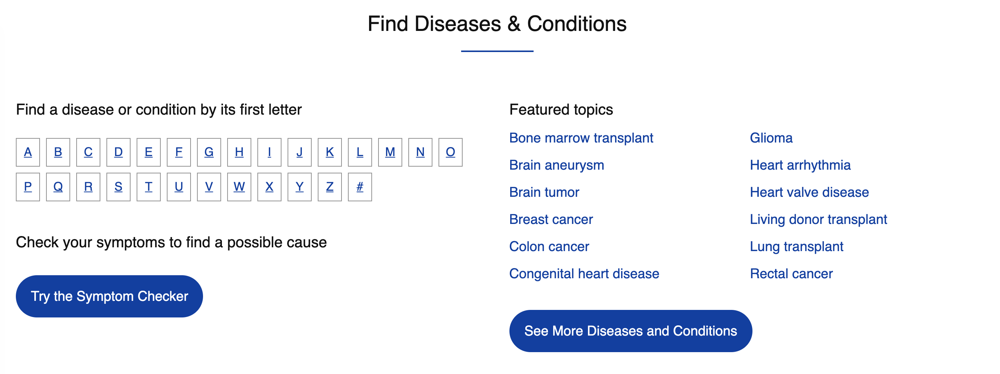 Find Diseases & Conditions
Find a disease or condition by its first letter
A B C D E F G H I J K L M N O
P Q R S T U V W X Y Z #
Check your symptoms to find a possible cause
Try the Symptom Checker
Featured topics
Bone marrow transplant
Brain aneurysm
Brain tumor
Breast cancer
Colon cancer
Congenital heart disease
Glioma
Heart arrhythmia
Heart valve disease
Living donor transplant
Lung transplant
Rectal cancer
See More Diseases and Conditions